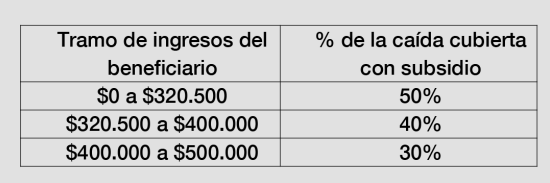 Tramo de ingresos del beneficiario % de la caída cubierta con subsidio
$0 a $320.500 50%
$320.500 a $400.000 40%
$400.000 a $500.000 30%